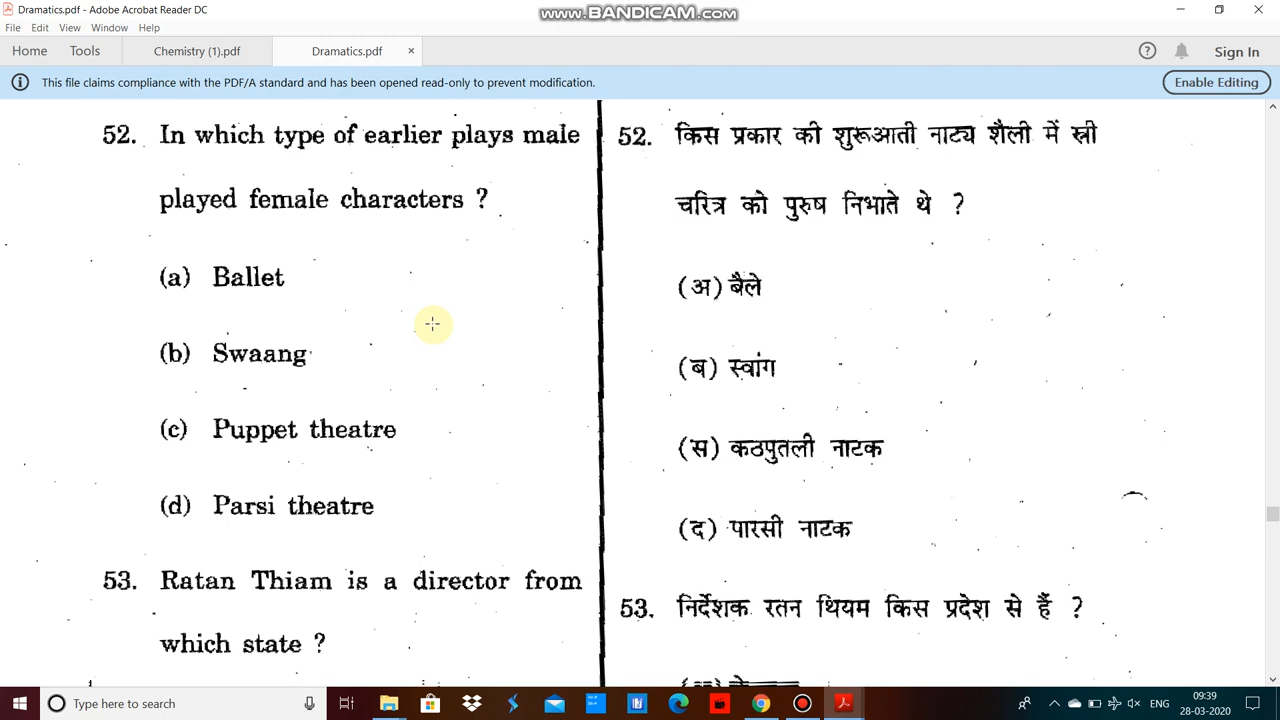 Dramatics.pdf - Adobe Acrobat Reader DC
www.BANDICAM.com
File Edit View Window Help
Home Tools Chemistry (1).pdf Dramatics.pdf × Sign In
This file claims compliance with the PDF/A standard and has been opened read-only to prevent modification. Enable Editing
52. In which type of earlier plays male
played female characters ?
(a) Ballet
(b) Swaang
(c) Puppet theatre
(d) Parsi theatre
53. Ratan Thiam is a director from
which state ?
52. किस प्रकार की शुरूआती नाट्य शैली में स्त्री
चरित्र को पुरुष निभाते थे ?
(अ) बैले
(ब) स्वांग
(स) कठपुतली नाटक
(द) पारसी नाटक
53. निर्देशक रतन थियम किस प्रदेश से हैं ?
Type here to search
ENG
09:39
28-03-2020